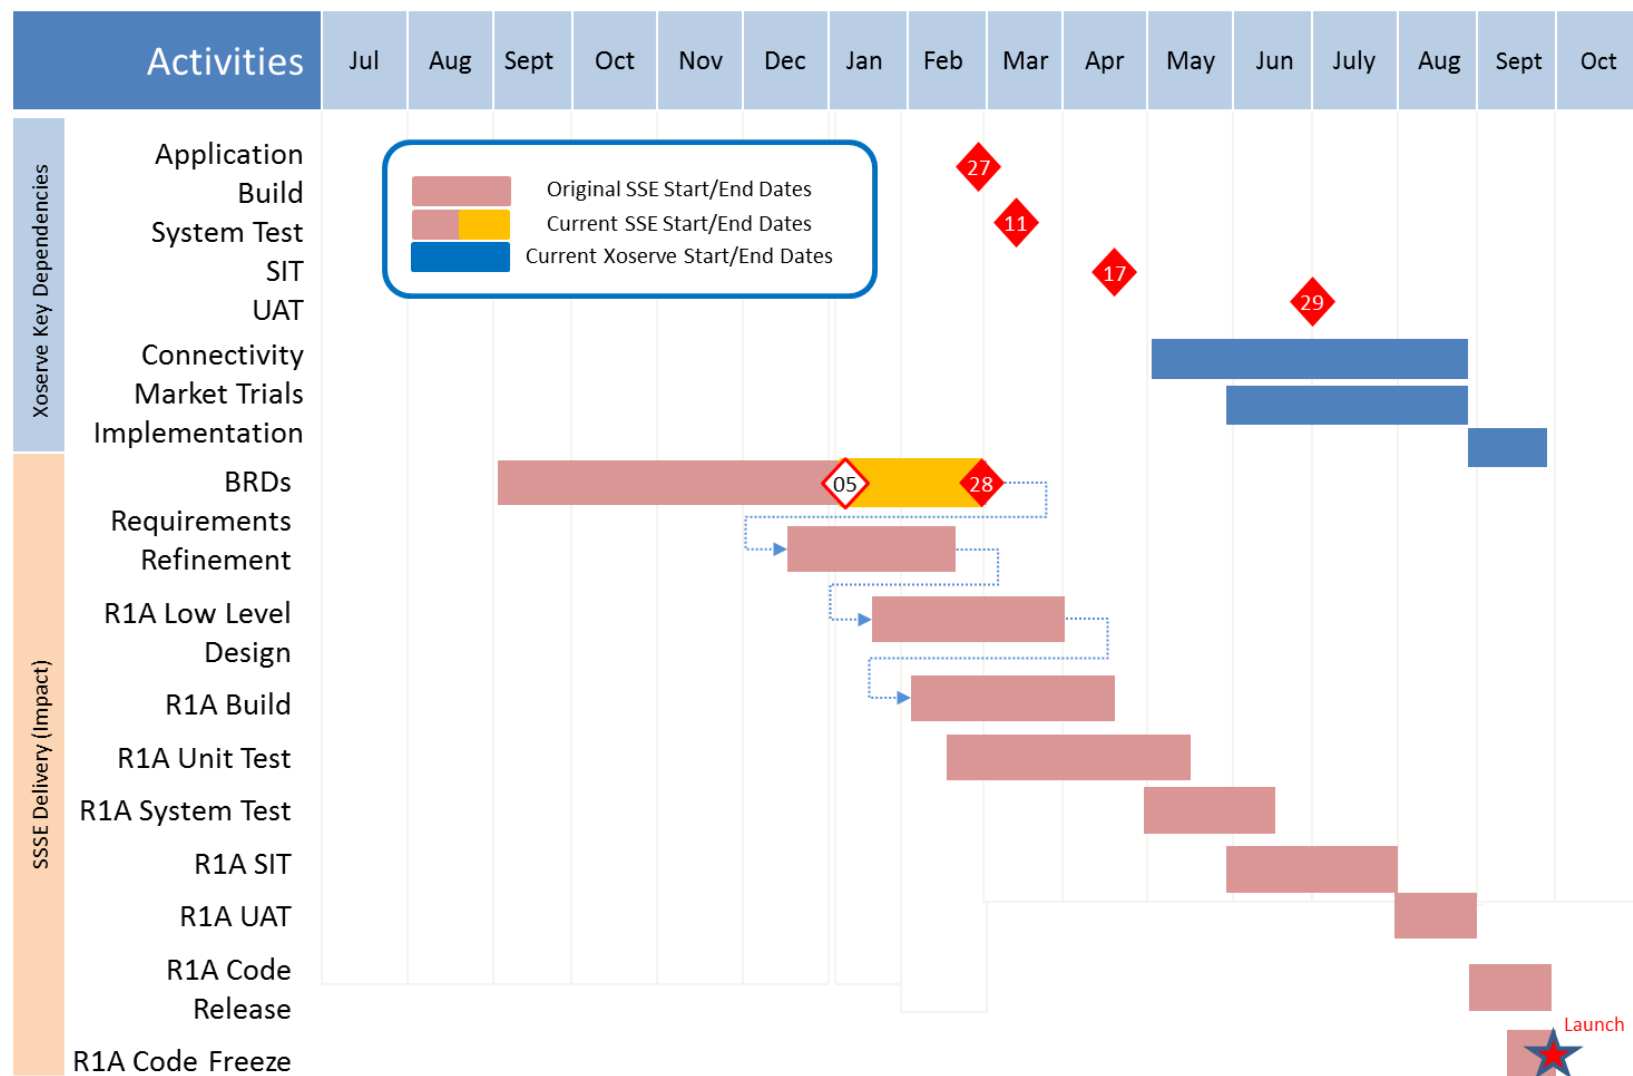 Activities
Jul
Aug
Sept
Oct
Nov
Dec
Jan
Feb
Mar
Apr
May
Jun
July
Aug
Sept
Oct
Xoserve Key Dependencies
Application
Build
System Test
SIT
UAT
Connectivity
Market Trials
Implementation
Original SSE Start/End Dates
Current SSE Start/End Dates
Current Xoserve Start/End Dates
27
11
17
29
SSSE Delivery (Impact)
BRDs
05
28
Requirements
Refinement
R1A Low Level
Design
R1A Build
R1A Unit Test
R1A System Test
R1A SIT
R1A UAT
R1A Code
Release
R1A Code Freeze
Launch